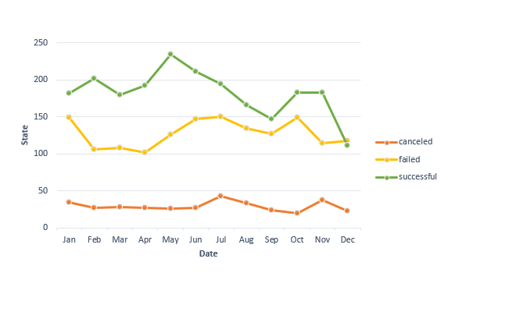 250
200
150
100
50
0
State
Jan Feb Mar Apr May Jun Jul Aug Sep Oct Nov Dec
Date
canceled
failed
successful